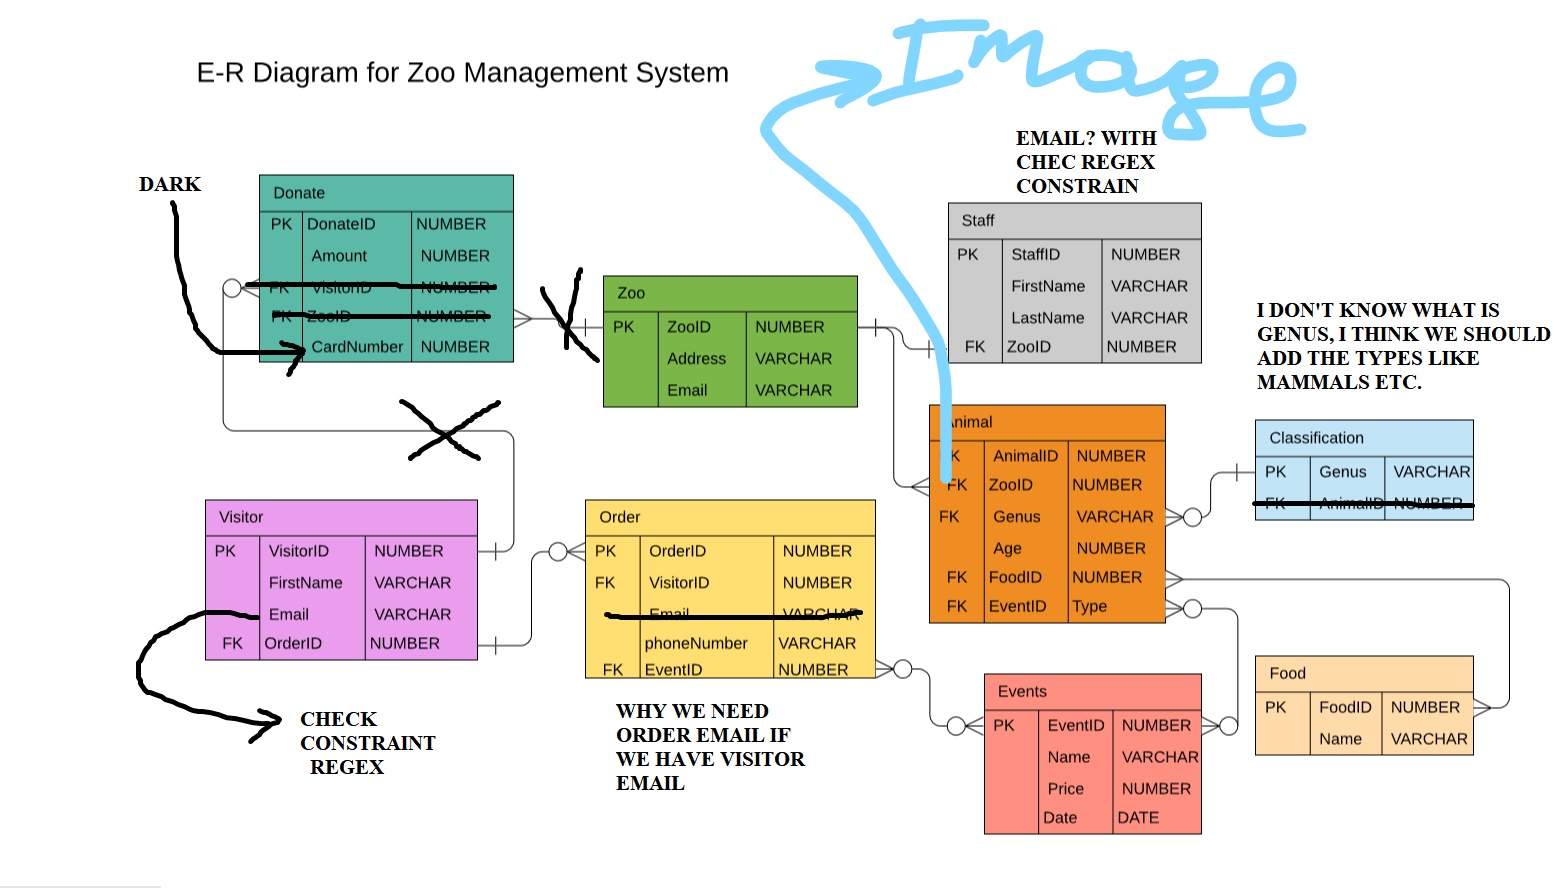 Image
E-R Diagram for Zoo Management System
EMAIL? WITH
CHEC REGEX
CONSTRAIN
DARK
Donate
PK DonateID NUMBER
Amount NUMBER
FK VisitorID NUMBER
FK ZooID NUMBER
CardNumber NUMBER
Zoo
PK ZooID NUMBER
Address VARCHAR
Email VARCHAR
Staff
PK StaffID NUMBER
FirstName VARCHAR
LastName VARCHAR
FK ZooID NUMBER
I DON'T KNOW WHAT IS
GENUS, I THINK WE SHOULD
ADD THE TYPES LIKE
MAMMALS ETC.
Animal
PK AnimalID NUMBER
FK ZooID NUMBER
FK Genus VARCHAR
Age NUMBER
FK FoodID NUMBER
FK EventID Type
Classification
PK Genus VARCHAR
FK AnimalID NUMBER
Visitor
PK VisitorID NUMBER
FirstName VARCHAR
Email VARCHAR
FK OrderID NUMBER
Order
PK OrderID NUMBER
FK VisitorID NUMBER
Email VARCHAR
phoneNumber VARCHAR
FK EventID NUMBER
Events
PK EventID NUMBER
Name VARCHAR
Price NUMBER
Date DATE
Food
PK FoodID NUMBER
Name VARCHAR
CHECK
CONSTRAINT
REGEX
WHY WE NEED
ORDER EMAIL IF
WE HAVE VISITOR
EMAIL